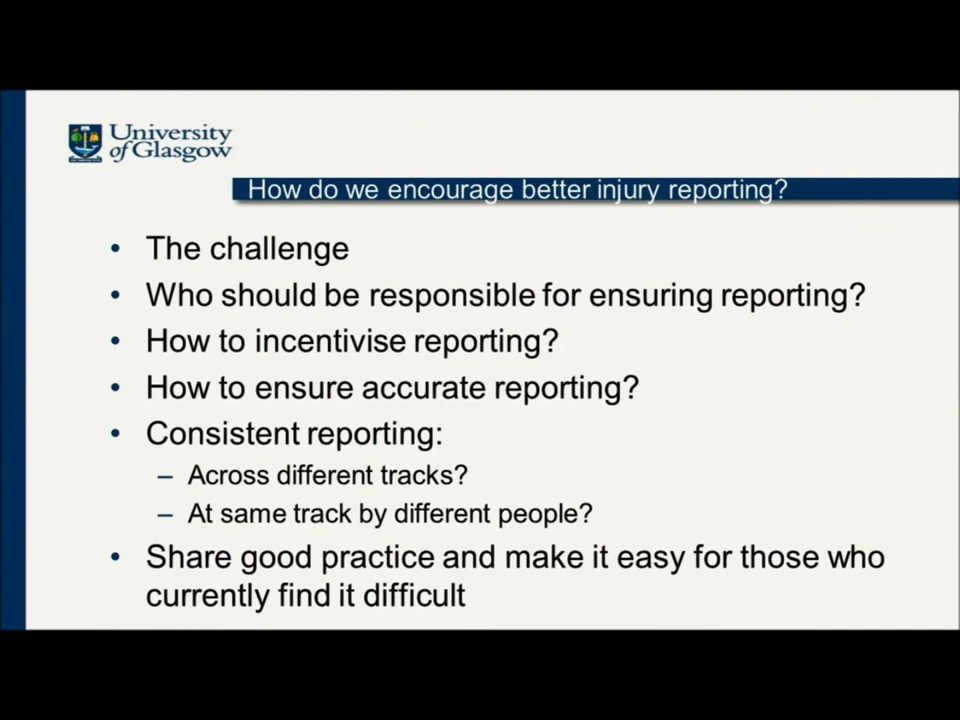 University
of Glasgow
How do we encourage better injury reporting?
• The challenge
• Who should be responsible for ensuring reporting?
• How to incentivise reporting?
• How to ensure accurate reporting?
• Consistent reporting:
– Across different tracks?
– At same track by different people?
• Share good practice and make it easy for those who
currently find it difficult